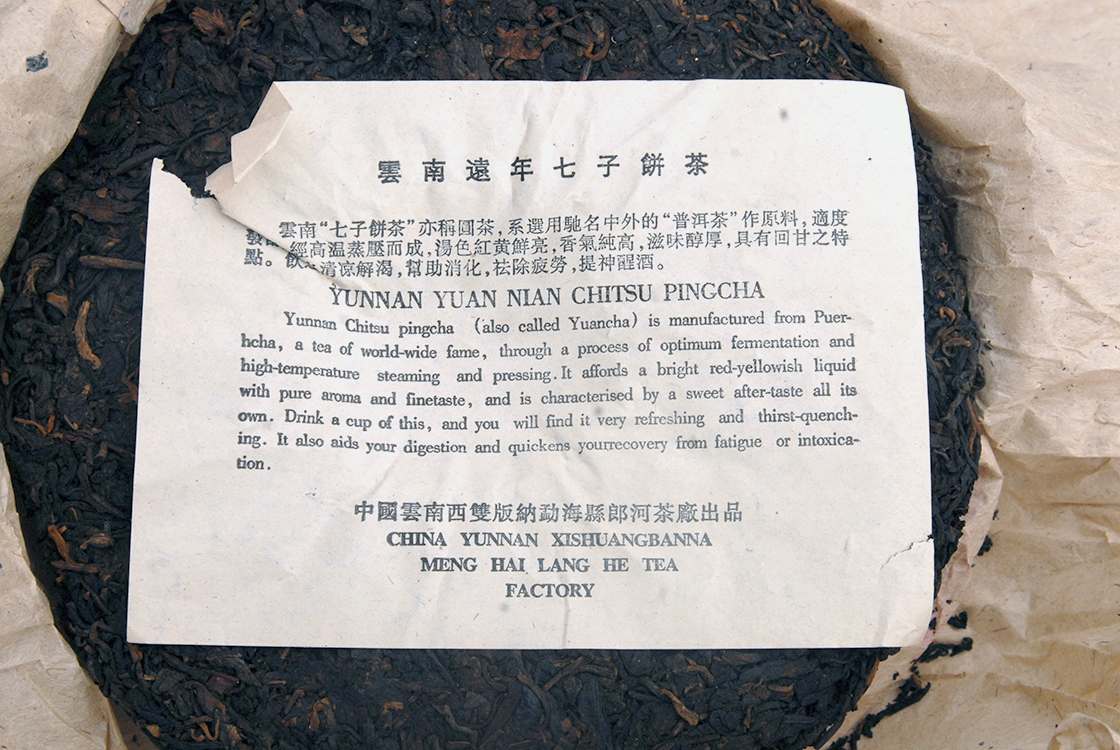 雲南遠年七子餅茶
雲南“七子餅茶”亦稱圓茶,系選用馳名中外的“普洱茶”作原料,適度
經高温蒸壓而成,湯色紅黄鮮亮,香氣純高,滋味醇厚,具有回甘之特
點。飲 清凉解渴,幫助消化,祛除疲勞,提神醒酒。
YUNNAN YUAN NIAN CHITSU PINGCHA
Yunnan Chitsu pingcha (also called Yuancha) is manufactured from Puer-
hcha, a tea of world-wide fame, through a process of optimum fermentation and
high-temperature steaming and pressing. It affords a bright red-yellowish liquid
with pure aroma and finetaste, and is characterised by a sweet after-taste all its
own. Drink a cup of this, and you will find it very refreshing and thirst-quench-
ing. It also aids your digestion and quickens yourrecovery from fatigue or intoxica-
tion.
中國雲南西雙版納勐海縣郎河茶廠出品
CHINA YUNNAN XISHUANGBANNA
MENG HAI LANG HE TEA
FACTORY